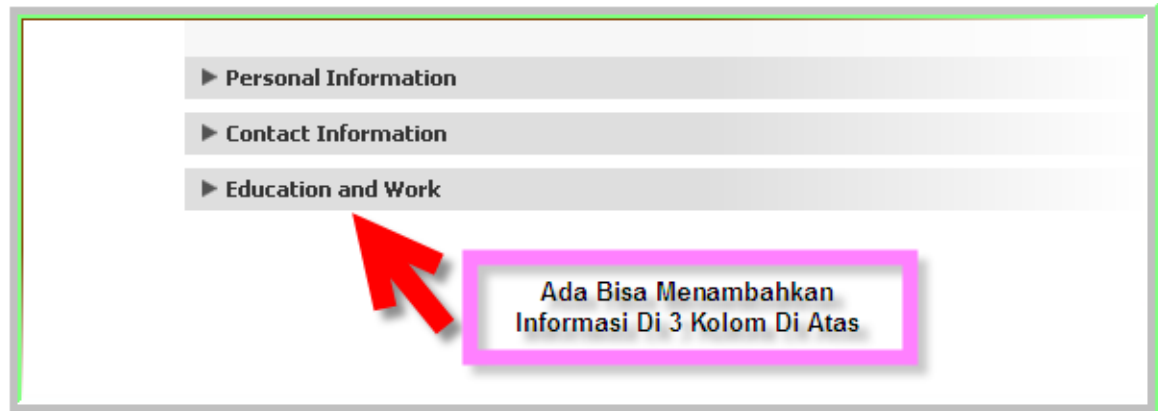 Personal Information
Contact Information
Education and Work
Ada Bisa Menambahkan
Informasi Di 3 Kolom Di Atas